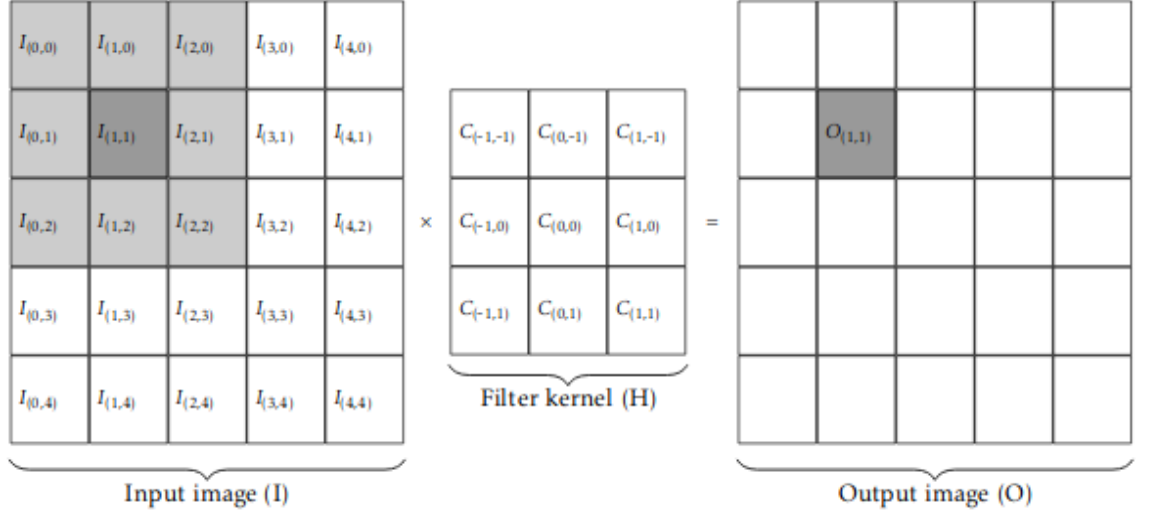 I(0,0) I(1,0) I(2,0) I(3,0) I(4,0)
I(0,1) I(1,1) I(2,1) I(3,1) I(4,1) C(-1,-1) C(0,-1) C(1,-1) O(1,1)
I(0,2) I(1,2) I(2,2) I(3,2) I(4,2) × C(-1,0) C(0,0) C(1,0) =
I(0,3) I(1,3) I(2,3) I(3,3) I(4,3) C(-1,1) C(0,1) C(1,1)
I(0,4) I(1,4) I(2,4) I(3,4) I(4,4) Filter kernel (H)
Input image (I) Output image (O)